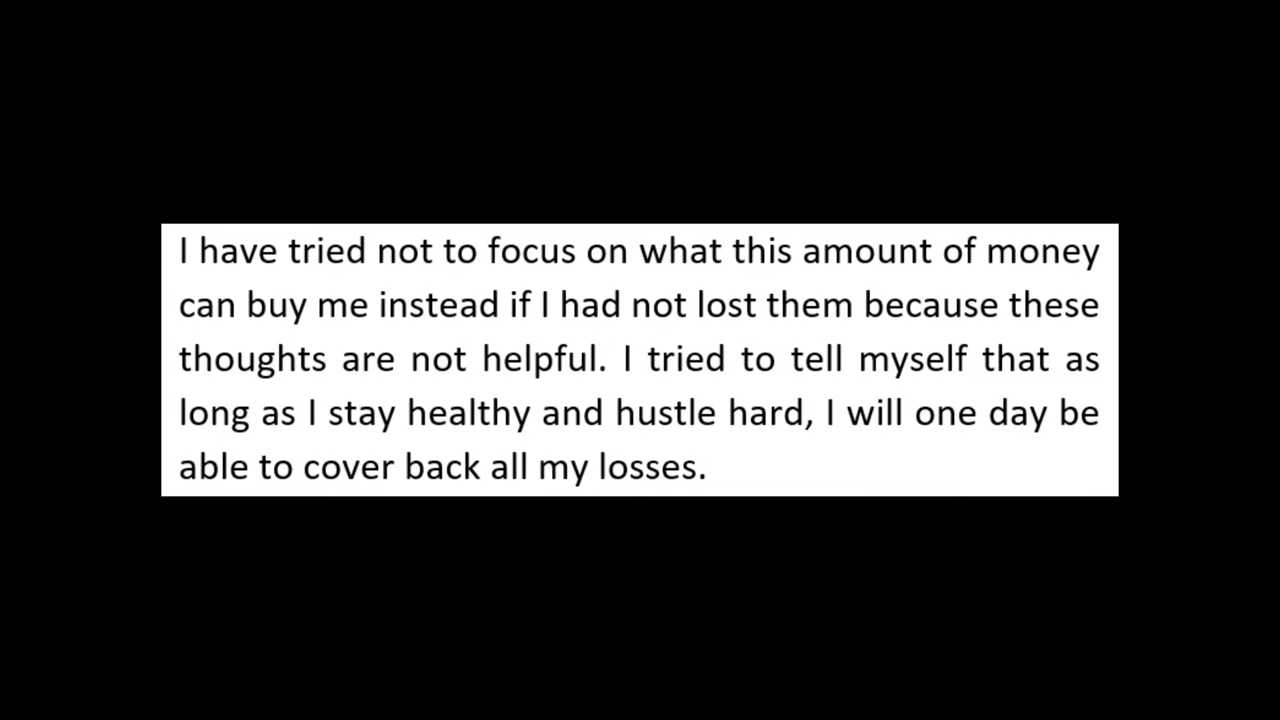 I have tried not to focus on what this amount of money
can buy me instead if I had not lost them because these
thoughts are not helpful. I tried to tell myself that as
long as I stay healthy and hustle hard, I will one day be
able to cover back all my losses.